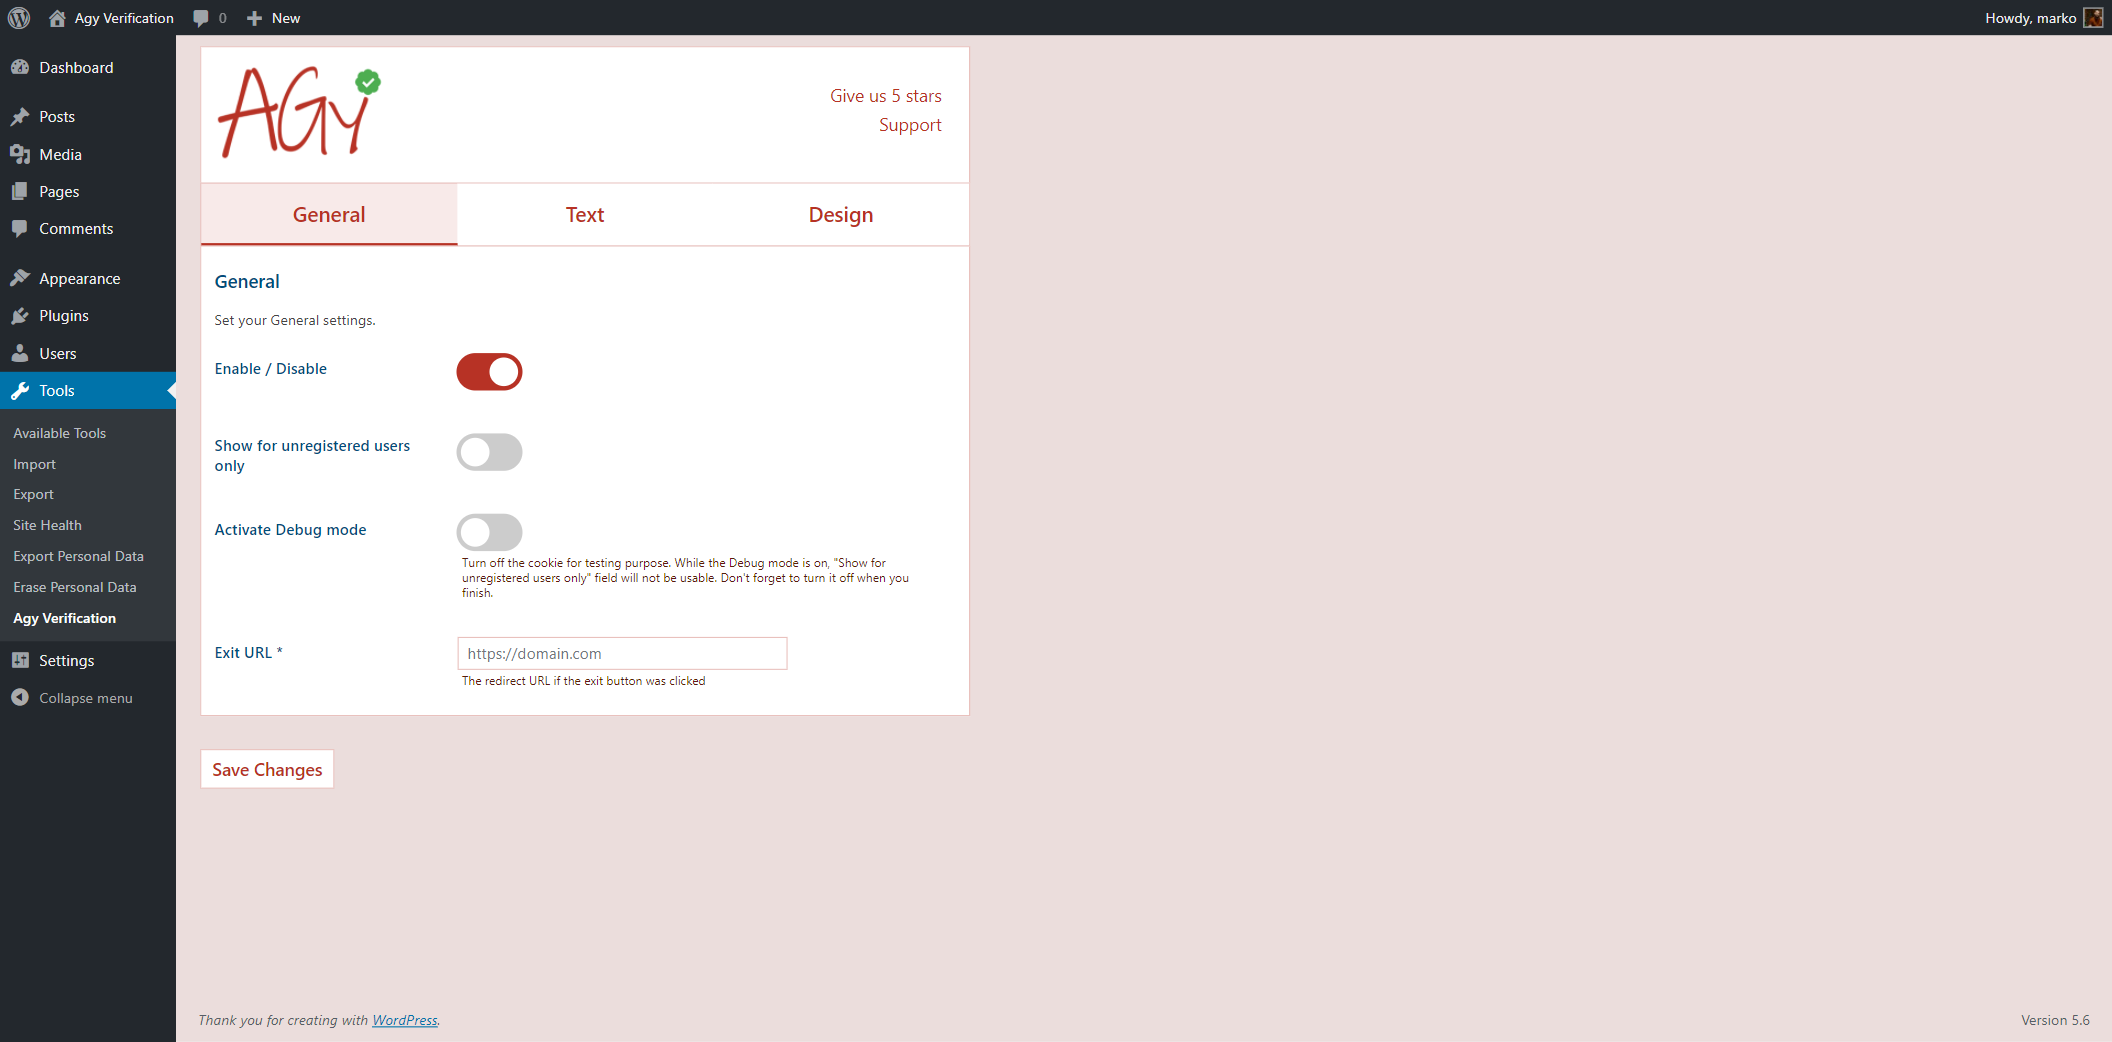 Agy Verification
0
New
Howdy, marko
Dashboard
Posts
Media
Pages
Comments
Appearance
Plugins
Users
Tools
Available Tools
Import
Export
Site Health
Export Personal Data
Erase Personal Data
Agy Verification
Settings
Collapse menu
AGy
Give us 5 stars
Support
General
Text
Design
General
Set your General settings.
Enable / Disable
Show for unregistered users
only
Activate Debug mode
Turn off the cookie for testing purpose. While the Debug mode is on, "Show for
unregistered users only" field will not be usable. Don't forget to turn it off when you
finish.
Exit URL *
https://domain.com
The redirect URL if the exit button was clicked
Save Changes
Thank you for creating with WordPress.
Version 5.6